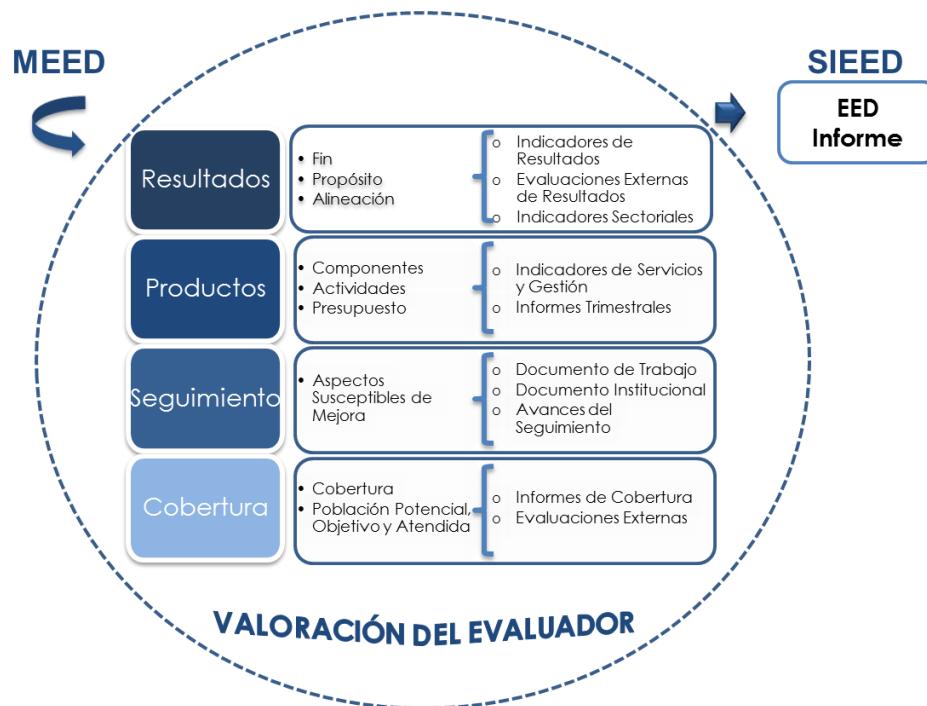 MEED
SIEED
EED
Informe
Resultados
• Fin
• Propósito
• Alineación
o Indicadores de
Resultados
o Evaluaciones Externas
de Resultados
o Indicadores Sectoriales
Productos
• Componentes
• Actividades
• Presupuesto
o Indicadores de Servicios
y Gestión
o Informes Trimestrales
Seguimiento
• Aspectos
Susceptibles de
Mejora
o Documento de Trabajo
o Documento Institucional
o Avances del
Seguimiento
Cobertura
• Cobertura
• Población Potencial,
Objetivo y Atendida
o Informes de Cobertura
o Evaluaciones Externas
VALORACIÓN DEL EVALUADOR